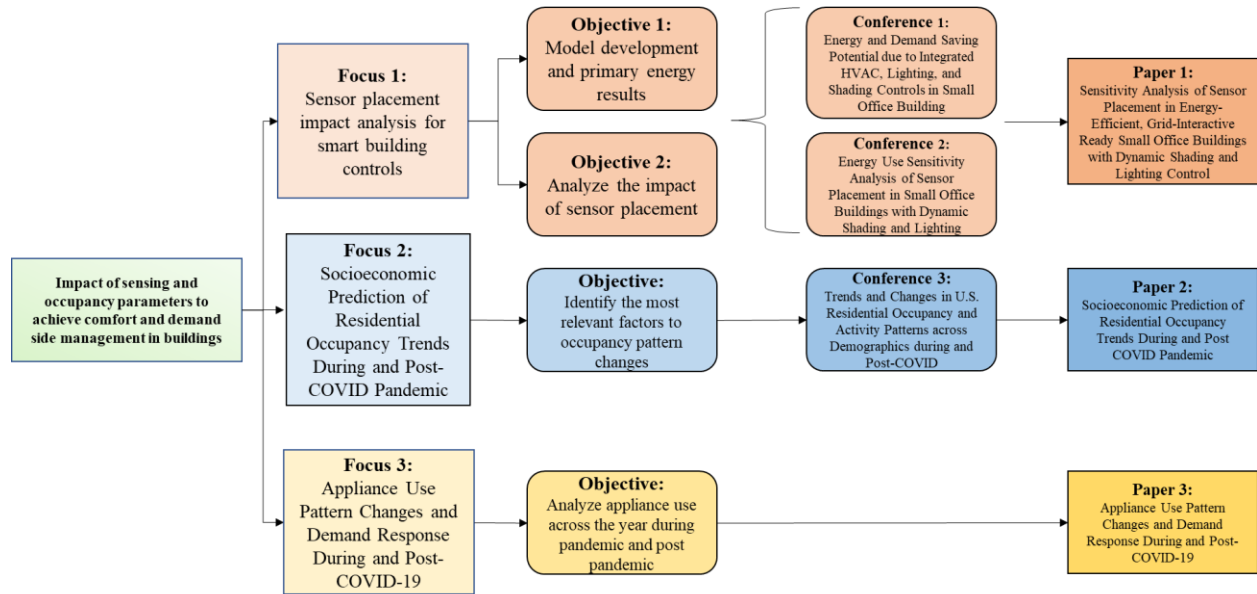 Impact of sensing and
occupancy parameters to
achieve comfort and demand
side management in buildings
Focus 1:
Sensor placement
impact analysis for
smart building
controls
Objective 1:
Model development
and primary energy
results
Objective 2:
Analyze the impact
of sensor placement
Conference 1:
Energy and Demand Saving
Potential due to Integrated
HVAC, Lighting, and
Shading Controls in Small
Office Building
Conference 2:
Energy Use Sensitivity
Analysis of Sensor
Placement in Small Office
Buildings with Dynamic
Shading and Lighting
Paper 1:
Sensitivity Analysis of Sensor
Placement in Energy-
Efficient, Grid-Interactive
Ready Small Office Buildings
with Dynamic Shading and
Lighting Control
Focus 2:
Socioeconomic
Prediction of
Residential
Occupancy Trends
During and Post-
COVID Pandemic
Objective:
Identify the most
relevant factors to
occupancy pattern
changes
Conference 3:
Trends and Changes in U.S.
Residential Occupancy and
Activity Patterns across
Demographics during and
Post-COVID
Paper 2:
Socioeconomic Prediction of
Residential Occupancy
Trends During and Post
COVID Pandemic
Focus 3:
Appliance Use
Pattern Changes and
Demand Response
During and Post-
COVID-19
Objective:
Analyze appliance use
across the year during
pandemic and post
pandemic
Paper 3:
Appliance Use Pattern
Changes and Demand
Response During and Post-
COVID-19